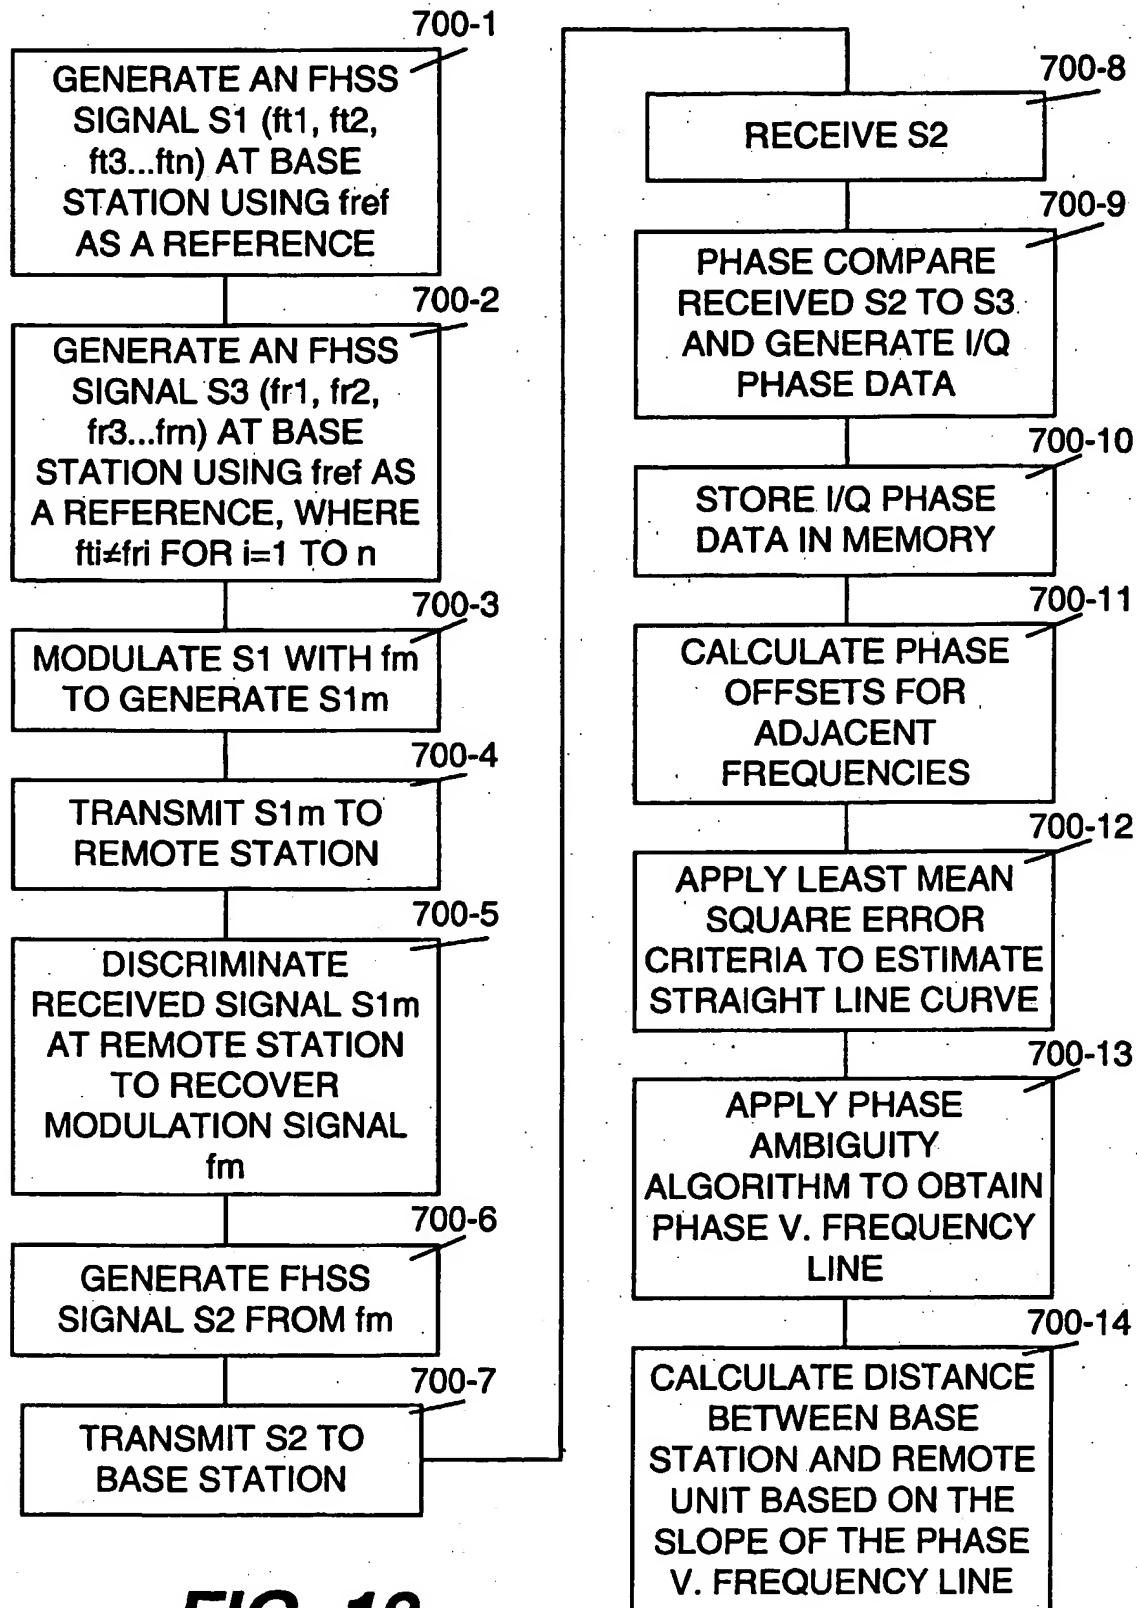 700-1
GENERATE AN FHSS
SIGNAL S1 (ft1, ft2,
ft3...ftn) AT BASE
STATION USING fref
AS A REFERENCE
700-2
GENERATE AN FHSS
SIGNAL S3 (fr1, fr2,
fr3...frn) AT BASE
STATION USING fref AS
A REFERENCE, WHERE
fti≠fri FOR i=1 TO n
700-3
MODULATE S1 WITH fm
TO GENERATE S1m
700-4
TRANSMIT S1m TO
REMOTE STATION
700-5
DISCRIMINATE
RECEIVED SIGNAL S1m
AT REMOTE STATION
TO RECOVER
MODULATION SIGNAL
fm
700-6
GENERATE FHSS
SIGNAL S2 FROM fm
700-7
TRANSMIT S2 TO
BASE STATION
700-8
RECEIVE S2
700-9
PHASE COMPARE
RECEIVED S2 TO S3
AND GENERATE I/Q
PHASE DATA
700-10
STORE I/Q PHASE
DATA IN MEMORY
700-11
CALCULATE PHASE
OFFSETS FOR
ADJACENT
FREQUENCIES
700-12
APPLY LEAST MEAN
SQUARE ERROR
CRITERIA TO ESTIMATE
STRAIGHT LINE CURVE
700-13
APPLY PHASE
AMBIGUITY
ALGORITHM TO OBTAIN
PHASE V. FREQUENCY
LINE
700-14
CALCULATE DISTANCE
BETWEEN BASE
STATION AND REMOTE
UNIT BASED ON THE
SLOPE OF THE PHASE
V. FREQUENCY LINE
FIG.